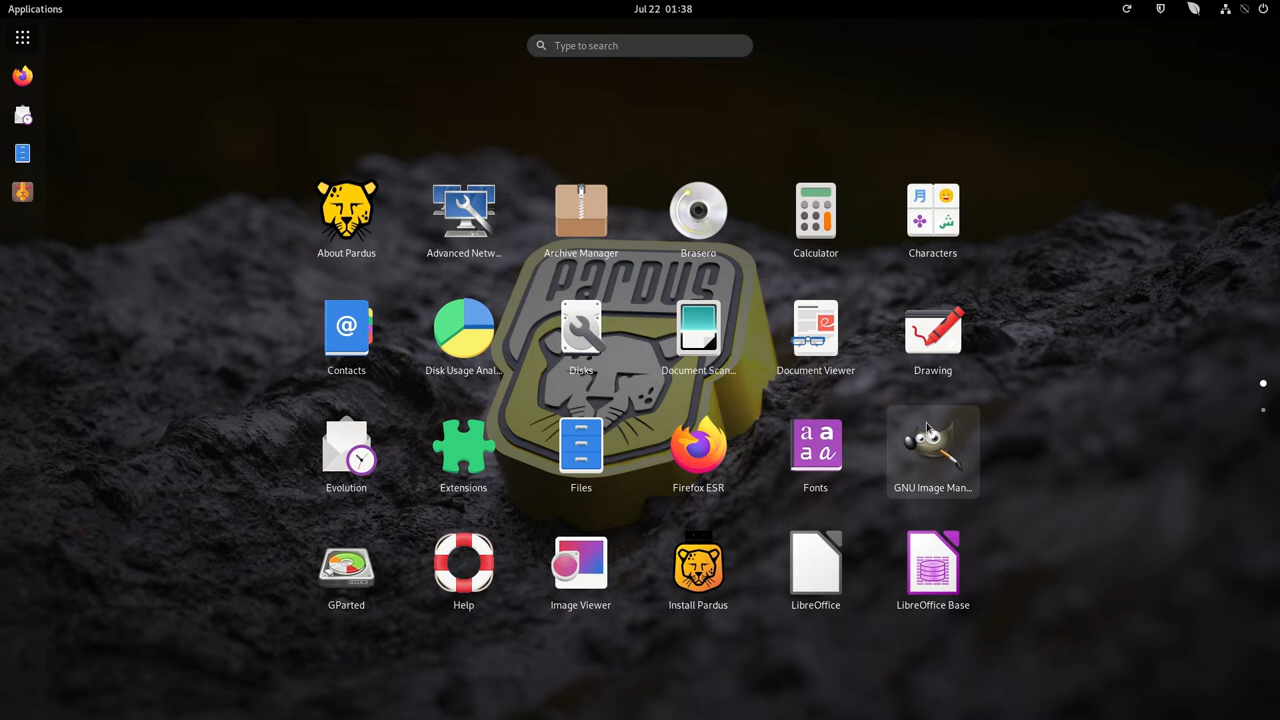 Applications
Jul 22 01:38
Type to search
PARDUS
About Pardus
Advanced Netw...
Archive Manager
Brasero
Calculator
Characters
Contacts
Disk Usage Anal...
Disks
Document Scan...
Document Viewer
Drawing
Evolution
Extensions
Files
Firefox ESR
Fonts
GNU Image Man...
GParted
Help
Image Viewer
Install Pardus
LibreOffice
LibreOffice Base